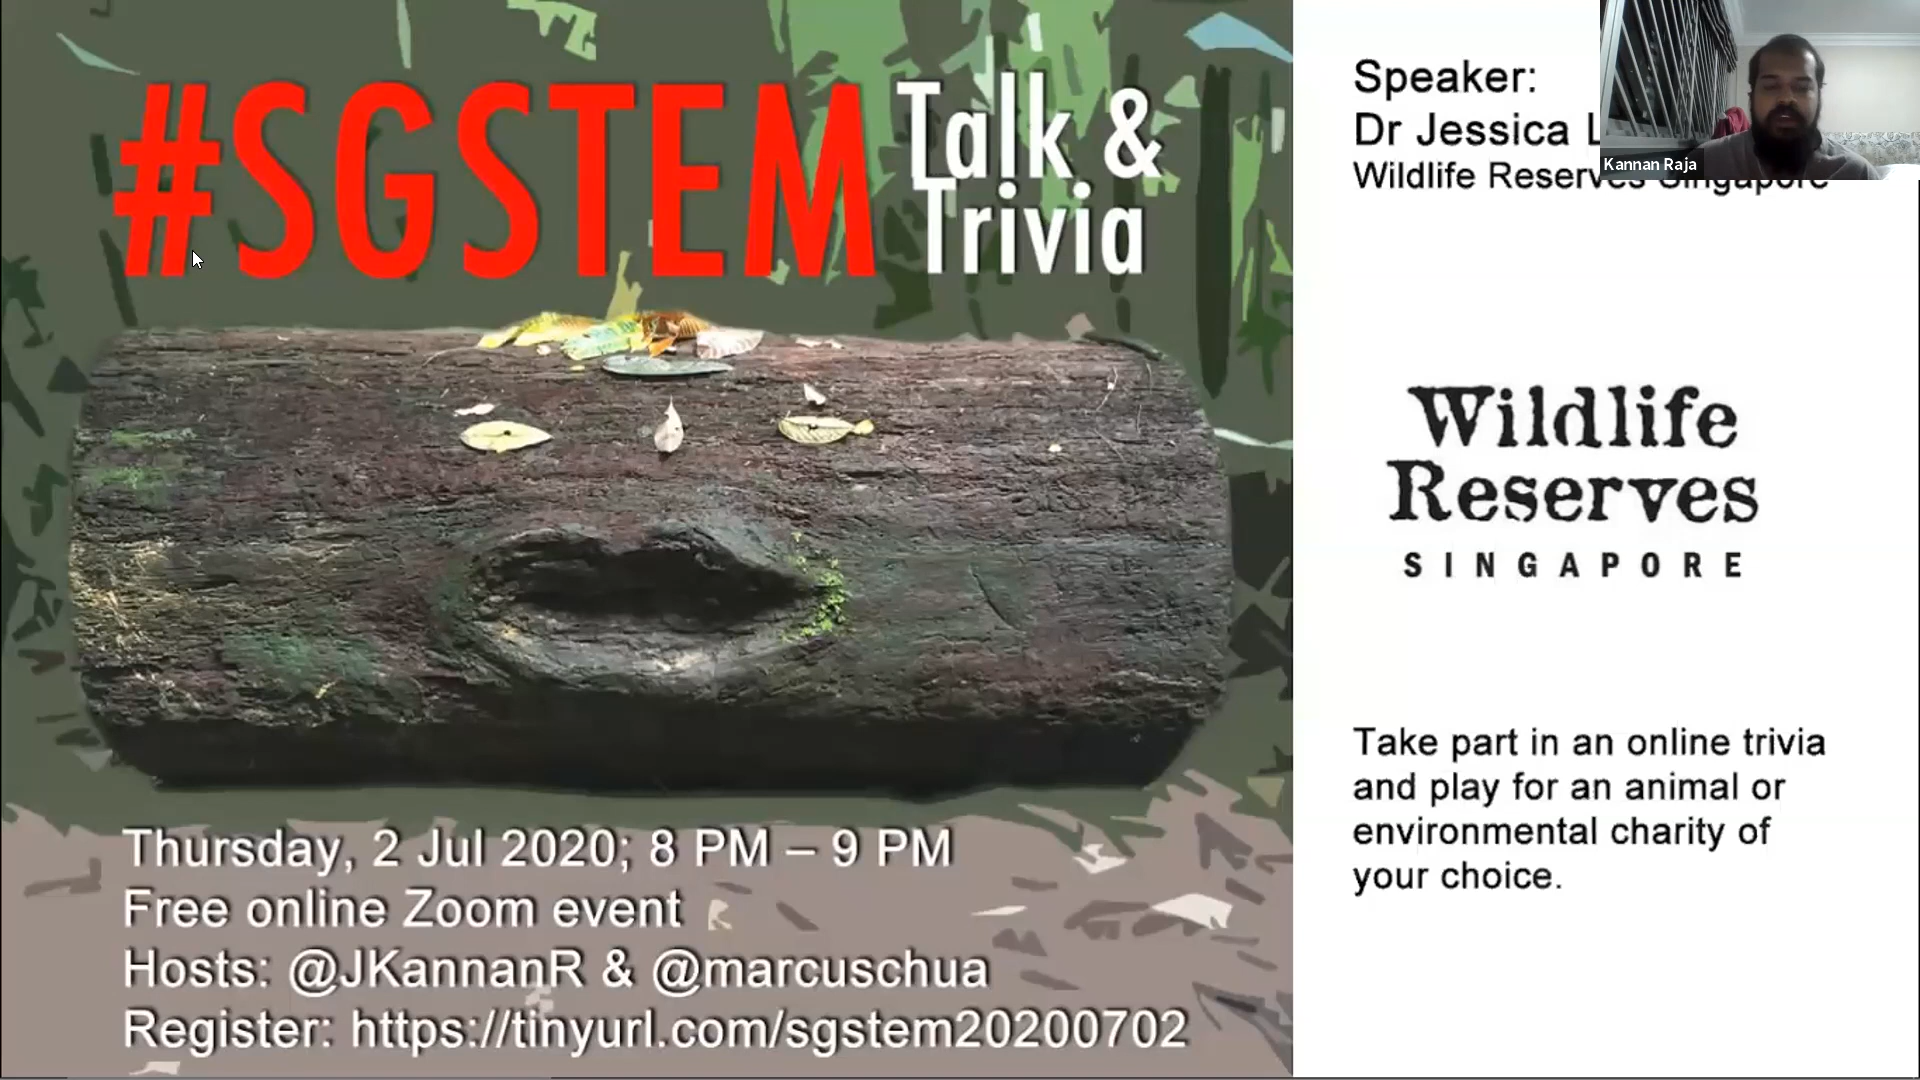 #SGSTEM Talk &
Trivia
Thursday, 2 Jul 2020; 8 PM – 9 PM
Free online Zoom event
Hosts: @JKannanR & @marcuschua
Register: https://tinyurl.com/sgstem20200702
Speaker:
Dr Jessica
Wildlife Reserves Singapore
Kannan Raja
Wildlife
Reserves
SINGAPORE
Take part in an online trivia
and play for an animal or
environmental charity of
your choice.